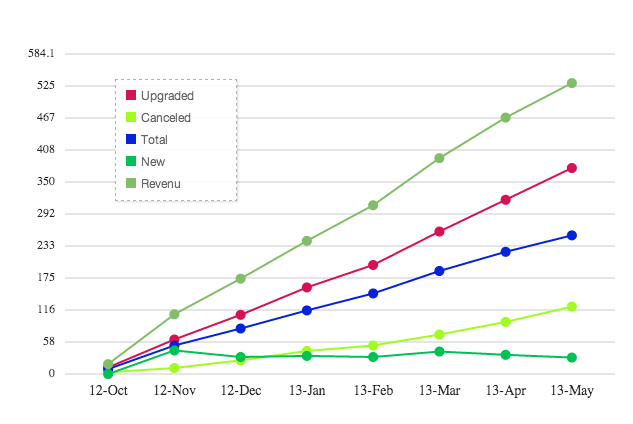 584.1
525
467
408
350
292
233
175
116
58
0
Upgraded
Canceled
Total
New
Revenu
12-Oct 12-Nov 12-Dec 13-Jan 13-Feb 13-Mar 13-Apr 13-May